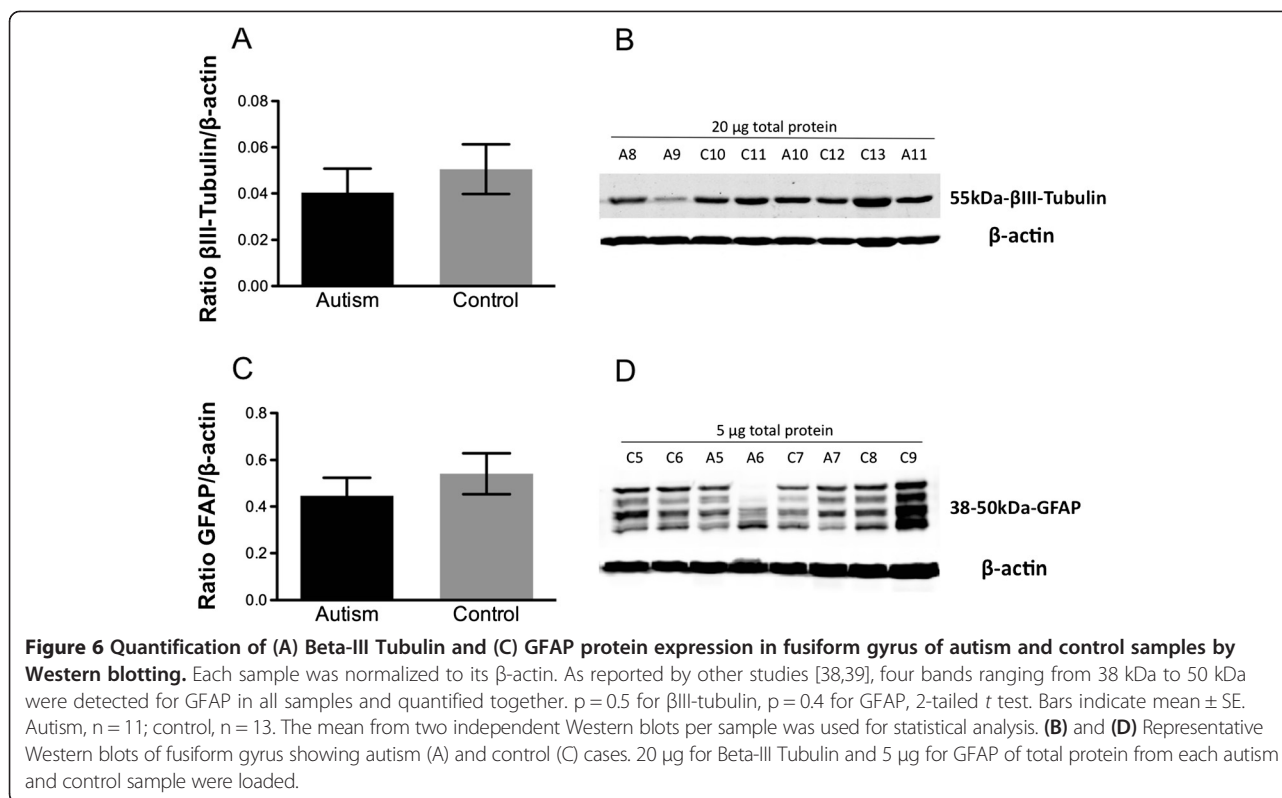 A
Ratio βIII-Tubulin/β-actin
0.08
0.06
0.04
0.02
0.00
Autism Control
B
20 µg total protein
A8 A9 C10 C11 A10 C12 C13 A11
55kDa-βIII-Tubulin
β-actin
C
Ratio GFAP/β-actin
0.8
0.6
0.4
0.2
0.0
Autism Control
D
5 µg total protein
C5 C6 A5 A6 C7 A7 C8 C9
38-50kDa-GFAP
β-actin
Figure 6 Quantification of (A) Beta-III Tubulin and (C) GFAP protein expression in fusiform gyrus of autism and control samples by
Western blotting. Each sample was normalized to its β-actin. As reported by other studies [38,39], four bands ranging from 38 kDa to 50 kDa
were detected for GFAP in all samples and quantified together. p = 0.5 for βIII-tubulin, p = 0.4 for GFAP, 2-tailed t test. Bars indicate mean ± SE.
Autism, n = 11; control, n = 13. The mean from two independent Western blots per sample was used for statistical analysis. (B) and (D) Representative
Western blots of fusiform gyrus showing autism (A) and control (C) cases. 20 µg for Beta-III Tubulin and 5 µg for GFAP of total protein from each autism
and control sample were loaded.